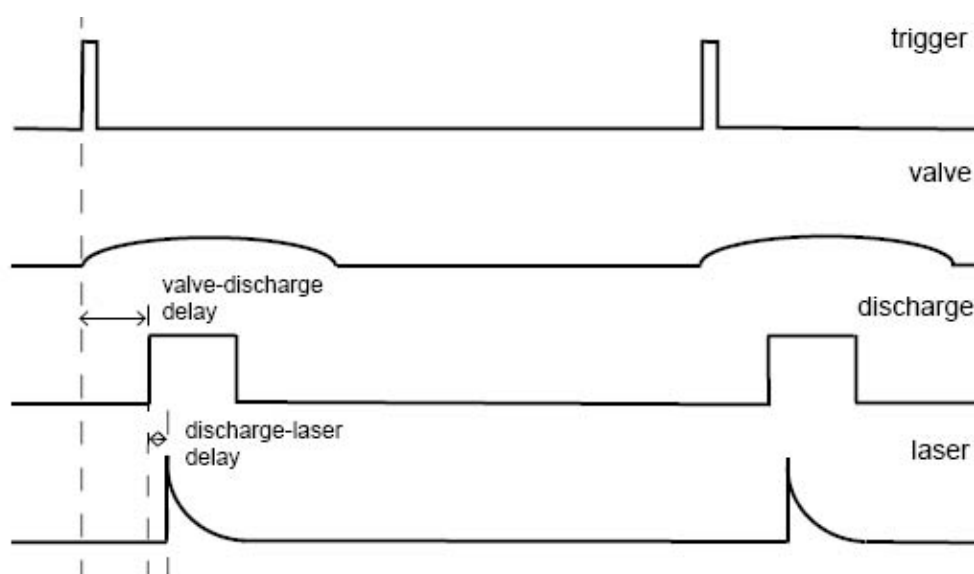 trigger
valve
valve-discharge
delay
discharge
discharge-laser
delay
laser